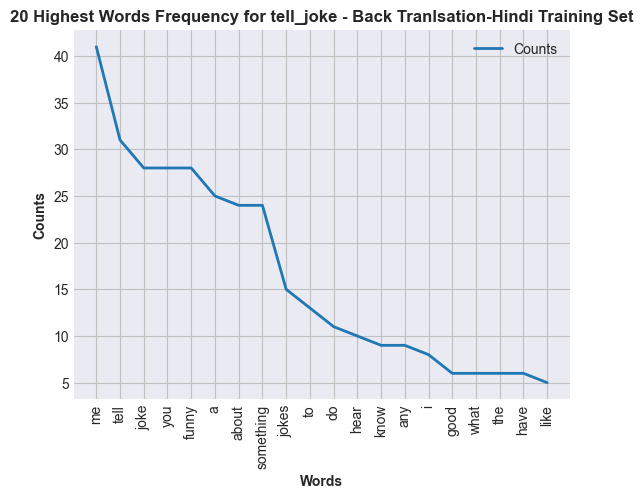 20 Highest Words Frequency for tell_joke - Back Tranlsation-Hindi Training Set
Counts
40
35
30
25
20
15
10
5
Counts
me
tell
joke
you
funny
a
about
something
jokes
to
do
hear
know
any
i
good
what
the
have
like
Words